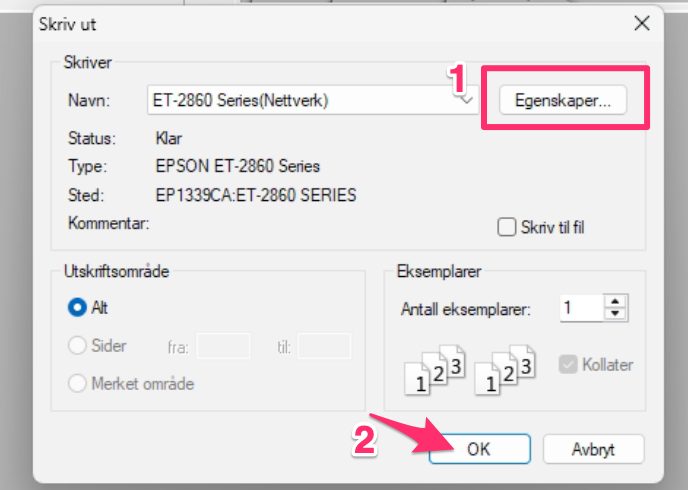 Skriv ut
Skriver
1
Navn: ET-2860 Series(Nettverk) Egenskaper...
Status: Klar
Type: EPSON ET-2860 Series
Sted: EP1339CA:ET-2860 SERIES
Kommentar: Skriv til fil
Utskriftsområde
Alt
Sider fra: til:
Merket område
Eksemplarer
Antall eksemplarer: 1
1 2 3 1 2 3 Kollater
2 OK Avbryt